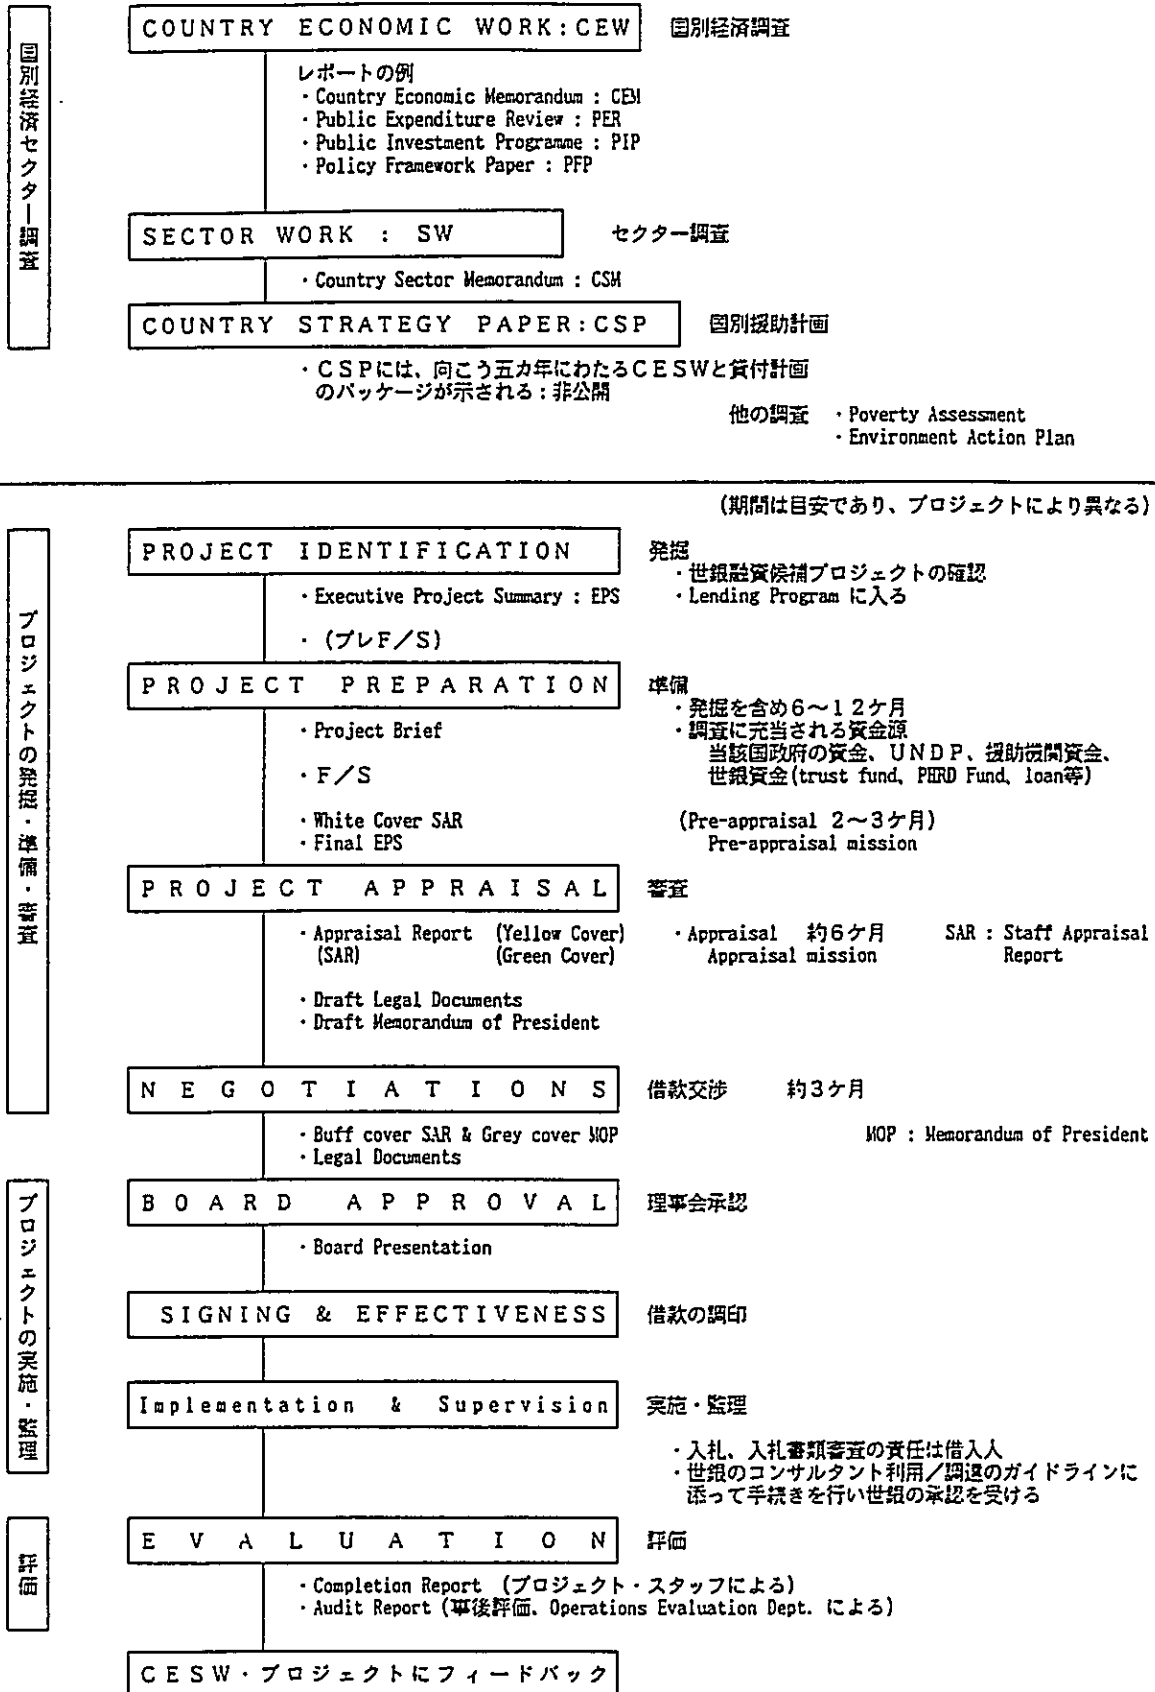 国別経済セクター調査
COUNTRY ECONOMIC WORK:CEW 国別経済調査
レポートの例
・Country Economic Memorandum : CEM
・Public Expenditure Review : PER
・Public Investment Programme : PIP
・Policy Framework Paper : PFP
SECTOR WORK : SW セクター調査
・Country Sector Memorandum : CSM
COUNTRY STRATEGY PAPER:CSP 国別援助計画
・CSPには、向こう五カ年にわたるCESWと貸付計画
のパッケージが示される:非公開
他の調査 ・Poverty Assessment
・Environment Action Plan
(期間は目安であり、プロジェクトにより異なる)
プロジェクトの発掘・準備・審査
PROJECT IDENTIFICATION 発掘
・世銀融資候補プロジェクトの確認
・Executive Project Summary : EPS ・Lending Program に入る
・(プレF/S)
PROJECT PREPARATION 準備
・発掘を含め6~12ケ月
・Project Brief ・調査に充当される資金源
当該国政府の資金、UNDP、援助機関資金、
・F/S 世銀資金(trust fund, PHRD Fund, loan等)
・White Cover SAR (Pre-appraisal 2~3ケ月)
・Final EPS Pre-appraisal mission
PROJECT APPRAISAL 審査
・Appraisal Report (Yellow Cover) ・Appraisal 約6ケ月 SAR : Staff Appraisal
(SAR) (Green Cover) Appraisal mission Report
・Draft Legal Documents
・Draft Memorandum of President
NEGOTIATIONS 借款交渉 約3ケ月
・Buff cover SAR & Grey cover MOP MOP : Memorandum of President
・Legal Documents
プロジェクトの実施・監理
BOARD APPROVAL 理事会承認
・Board Presentation
SIGNING & EFFECTIVENESS 借款の調印
Implementation & Supervision 実施・監理
・入札、入札書類審査の責任は借入人
・世銀のコンサルタント利用/調達のガイドラインに
添って手続きを行い世銀の承認を受ける
評価
EVALUATION 評価
・Completion Report (プロジェクト・スタッフによる)
・Audit Report (事後評価、Operations Evaluation Dept. による)
CESW・プロジェクトにフィードバック